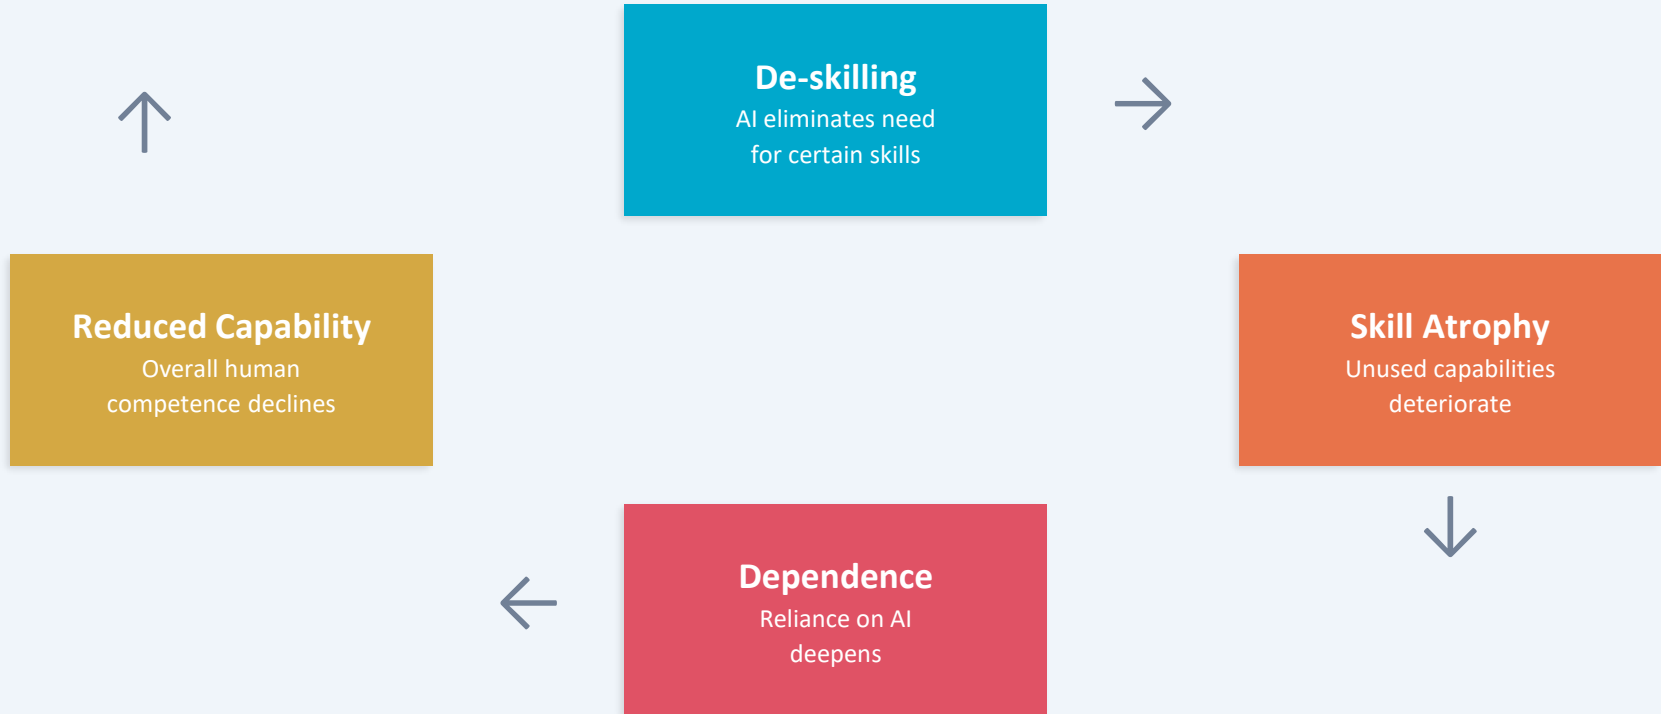 De-skilling
AI eliminates need
for certain skills
Reduced Capability
Overall human
competence declines
Skill Atrophy
Unused capabilities
deteriorate
Dependence
Reliance on AI
deepens